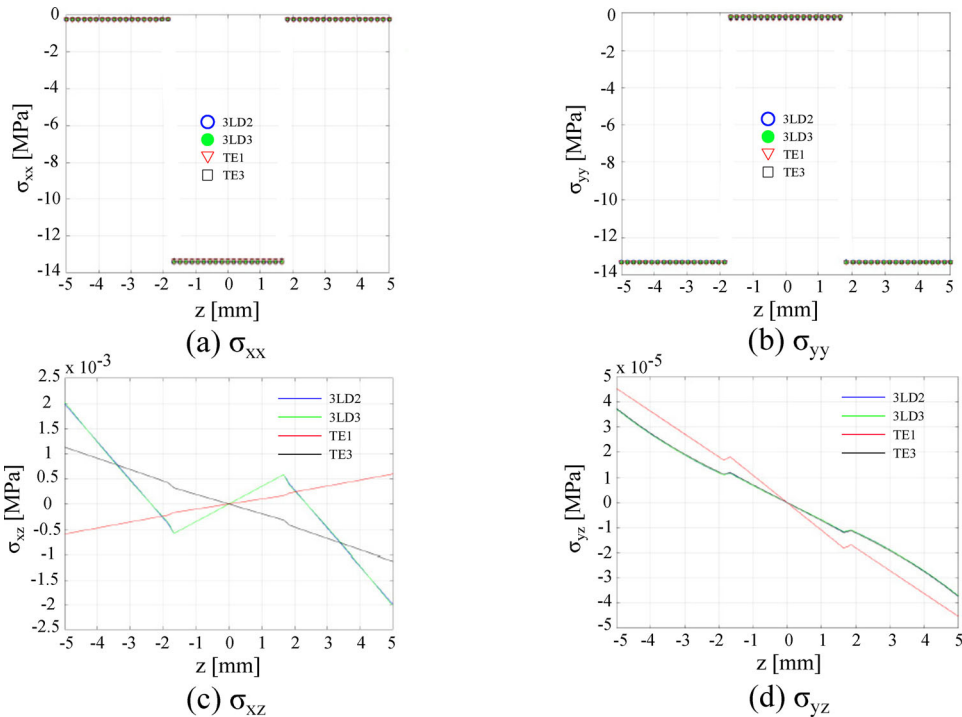 0
-2
-4
-6
-8
-10
-12
-14
σxx [MPa]
3LD2
3LD3
TE1
TE3
-5 -4 -3 -2 -1 0 1 2 3 4 5
z [mm]
(a) σxx
0
-2
-4
-6
-8
-10
-12
-14
σyy [MPa]
3LD2
3LD3
TE1
TE3
-5 -4 -3 -2 -1 0 1 2 3 4 5
z [mm]
(b) σyy
x 10-3
2.5
2
1.5
1
0.5
0
-0.5
-1
-1.5
-2
-2.5
σxz [MPa]
3LD2
3LD3
TE1
TE3
-5 -4 -3 -2 -1 0 1 2 3 4 5
z [mm]
(c) σxz
x 10-5
5
4
3
2
1
0
-1
-2
-3
-4
-5
σyz [MPa]
3LD2
3LD3
TE1
TE3
-5 -4 -3 -2 -1 0 1 2 3 4 5
z [mm]
(d) σyz